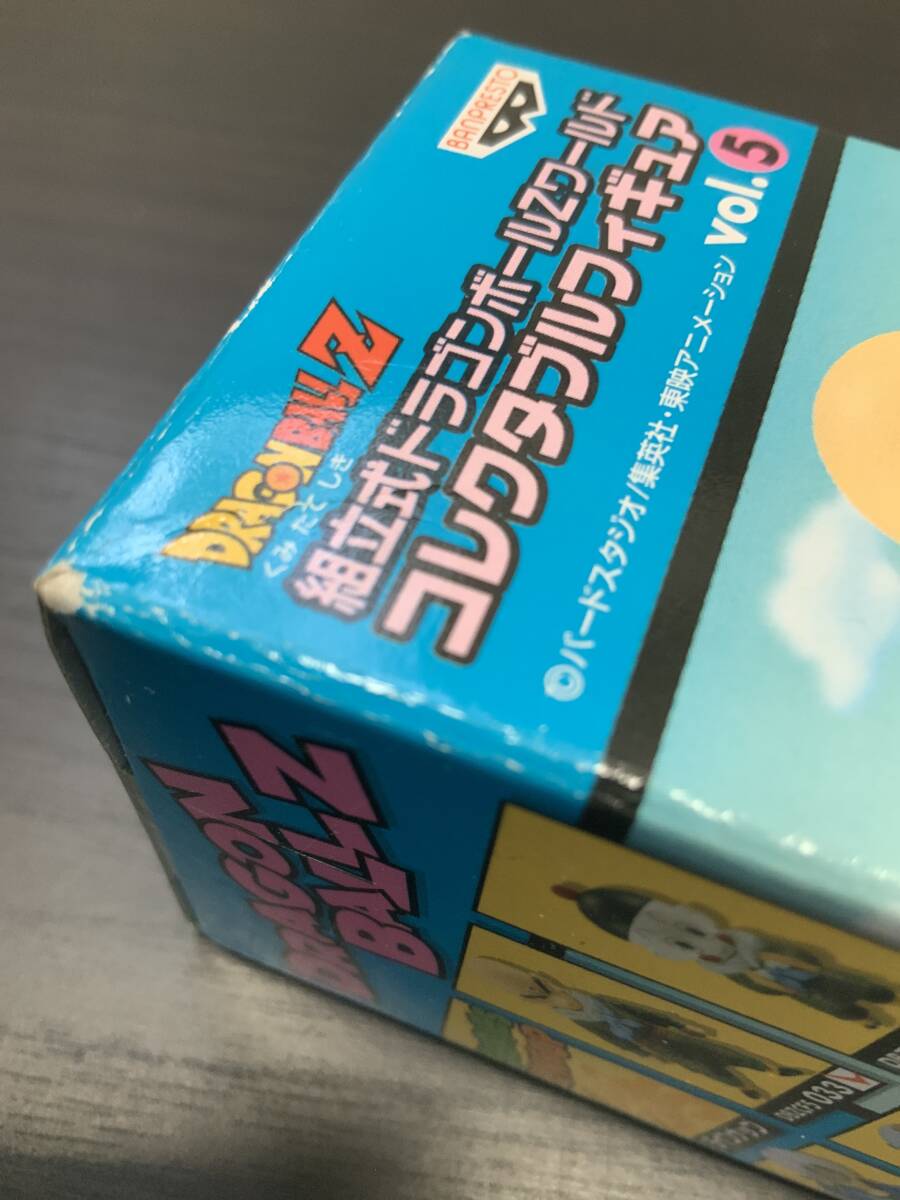 BANPRESTO
DRAGON BALL Z
くみ たて しき
組立式ドラゴンボールZワールド
コレクタブルフィギュア vol.5
©バードスタジオ/集英社・東映アニメーション
DRAGON
BALL Z
033